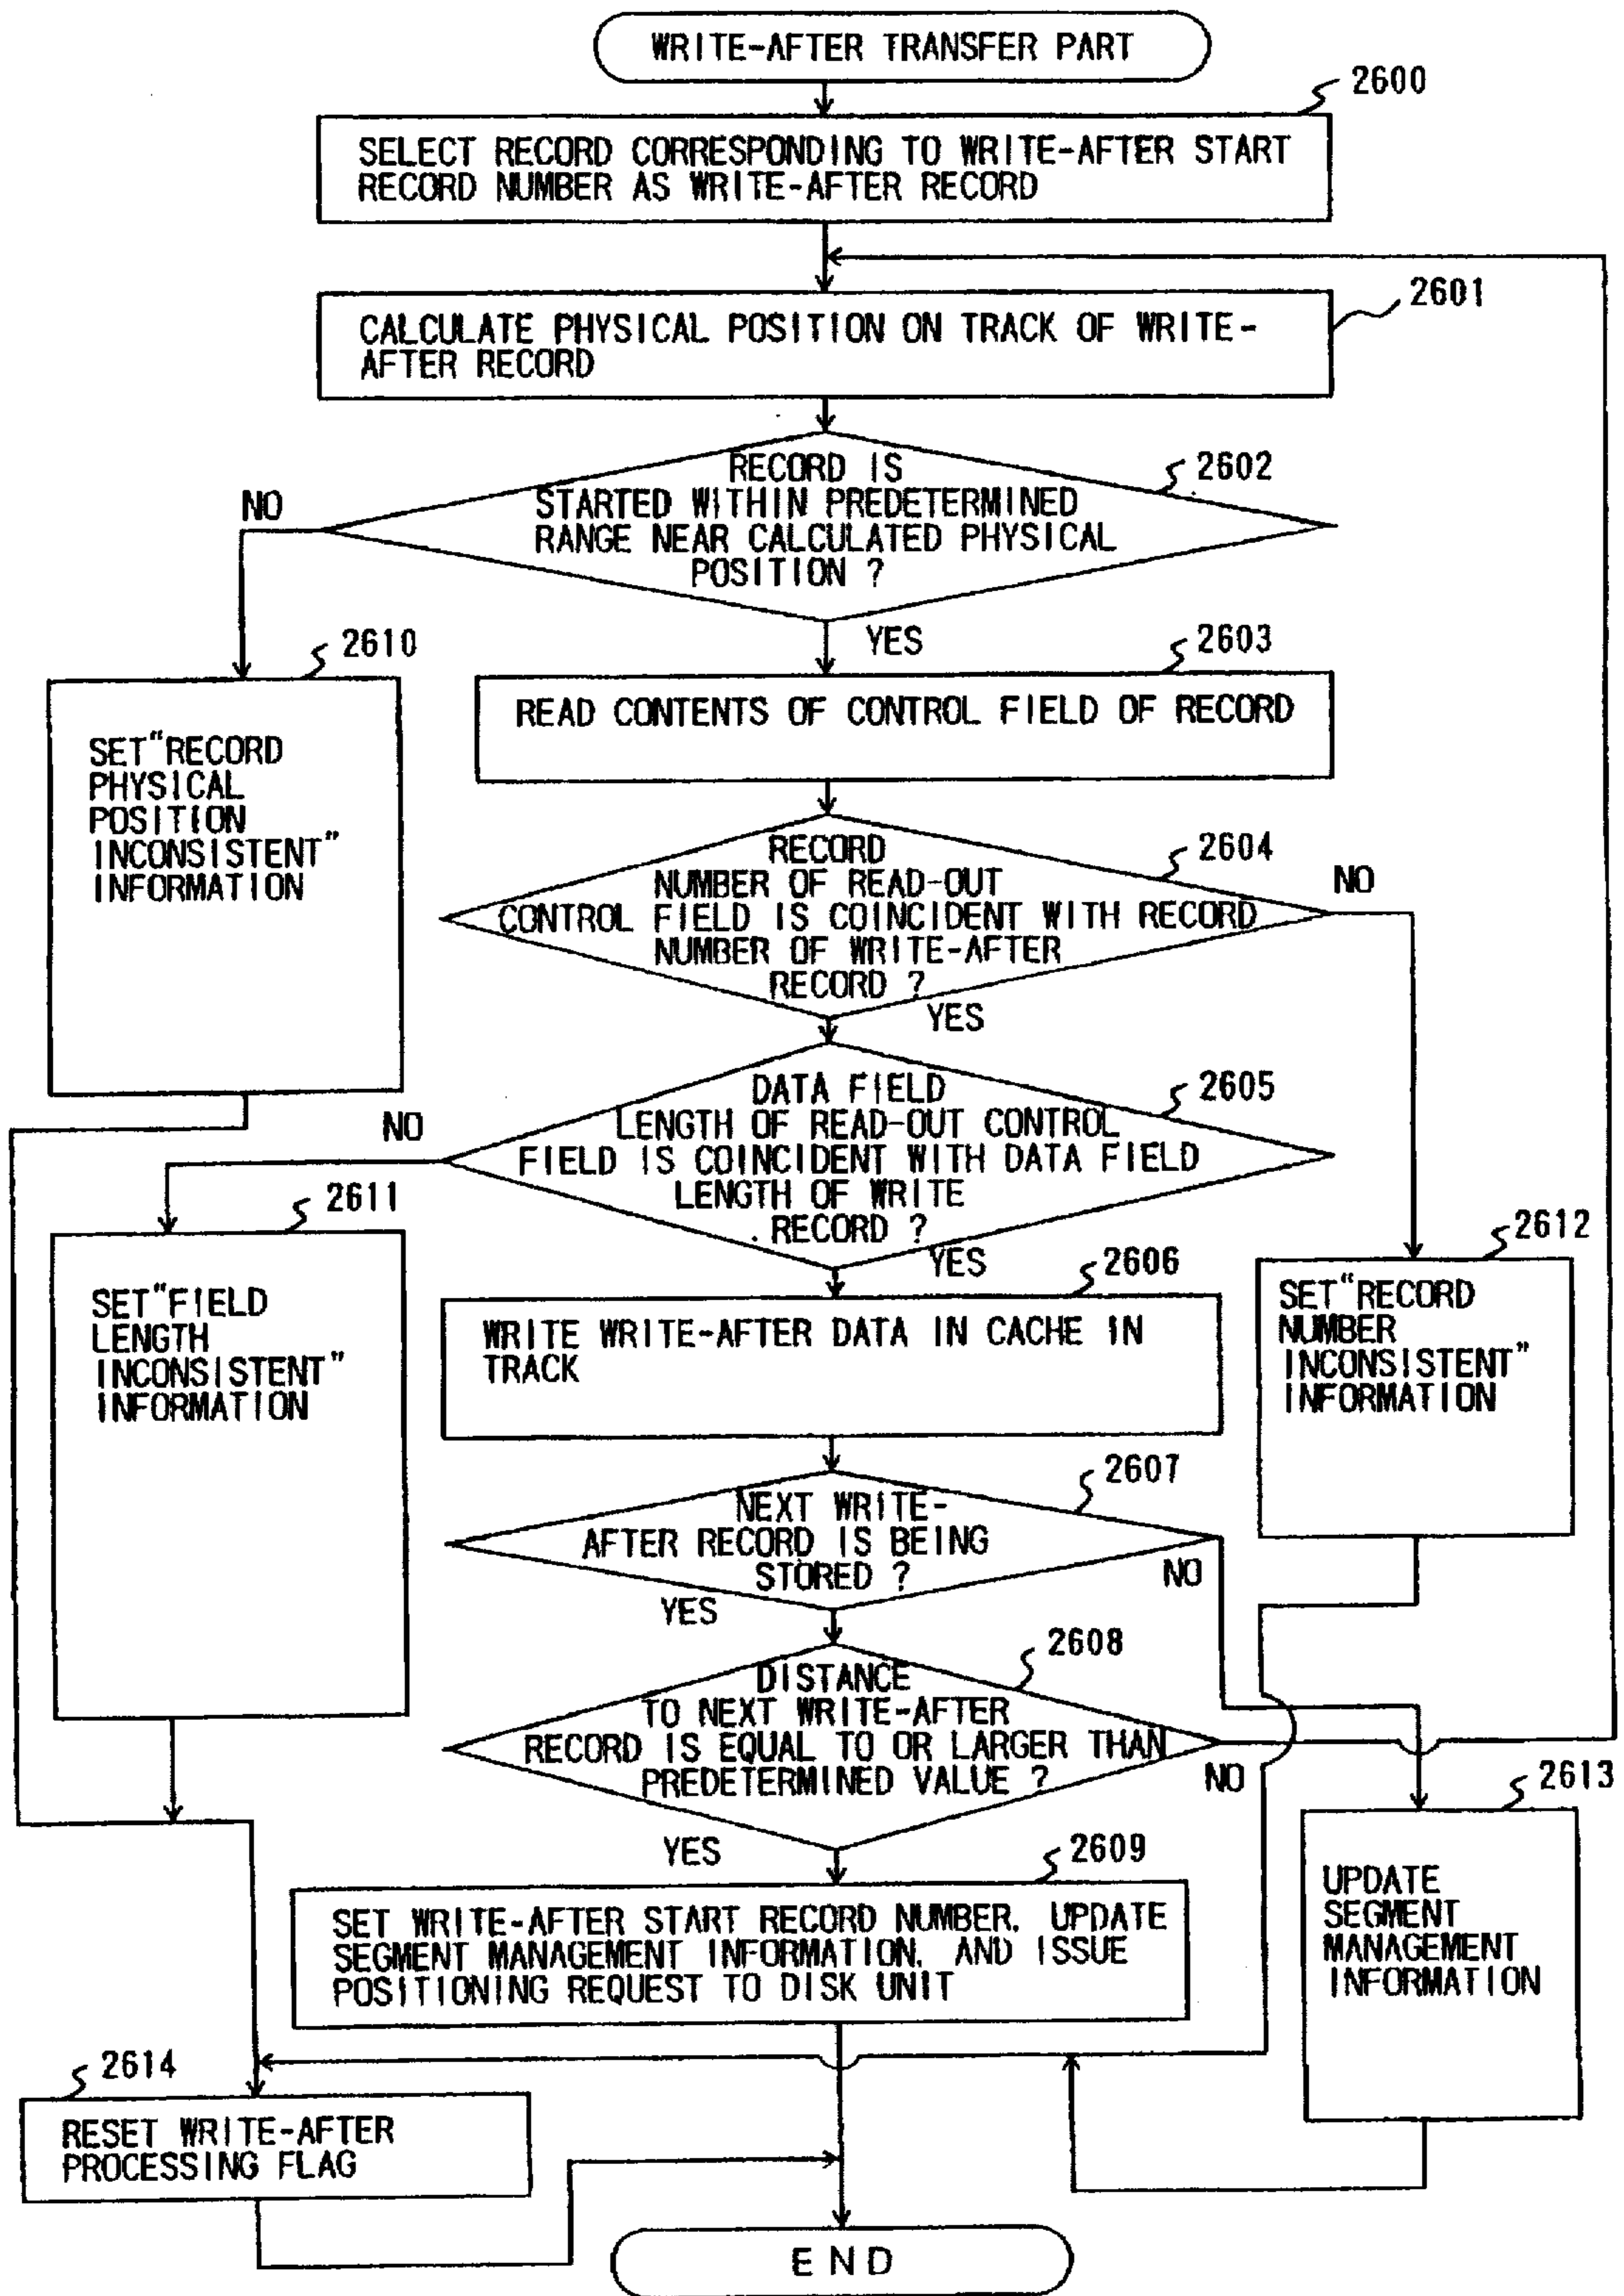 WRITE-AFTER TRANSFER PART
2600
SELECT RECORD CORRESPONDING TO WRITE-AFTER START
RECORD NUMBER AS WRITE-AFTER RECORD
2601
CALCULATE PHYSICAL POSITION ON TRACK OF WRITE-
AFTER RECORD
2602
RECORD IS
STARTED WITHIN PREDETERMINED
RANGE NEAR CALCULATED PHYSICAL
POSITION ?
NO
YES
2610
SET "RECORD
PHYSICAL
POSITION
INCONSISTENT"
INFORMATION
2603
READ CONTENTS OF CONTROL FIELD OF RECORD
2604
RECORD
NUMBER OF READ-OUT
CONTROL FIELD IS COINCIDENT WITH RECORD
NUMBER OF WRITE-AFTER
RECORD ?
NO
YES
2605
DATA FIELD
LENGTH OF READ-OUT CONTROL
FIELD IS COINCIDENT WITH DATA FIELD
LENGTH OF WRITE
RECORD ?
NO
YES
2611
SET "FIELD
LENGTH
INCONSISTENT"
INFORMATION
2606
WRITE WRITE-AFTER DATA IN CACHE IN
TRACK
2612
SET "RECORD
NUMBER
INCONSISTENT"
INFORMATION
2607
NEXT WRITE-
AFTER RECORD IS BEING
STORED ?
NO
YES
2608
DISTANCE
TO NEXT WRITE-AFTER
RECORD IS EQUAL TO OR LARGER THAN
PREDETERMINED VALUE ?
NO
YES
2609
SET WRITE-AFTER START RECORD NUMBER, UPDATE
SEGMENT MANAGEMENT INFORMATION, AND ISSUE
POSITIONING REQUEST TO DISK UNIT
2613
UPDATE
SEGMENT
MANAGEMENT
INFORMATION
2614
RESET WRITE-AFTER
PROCESSING FLAG
END